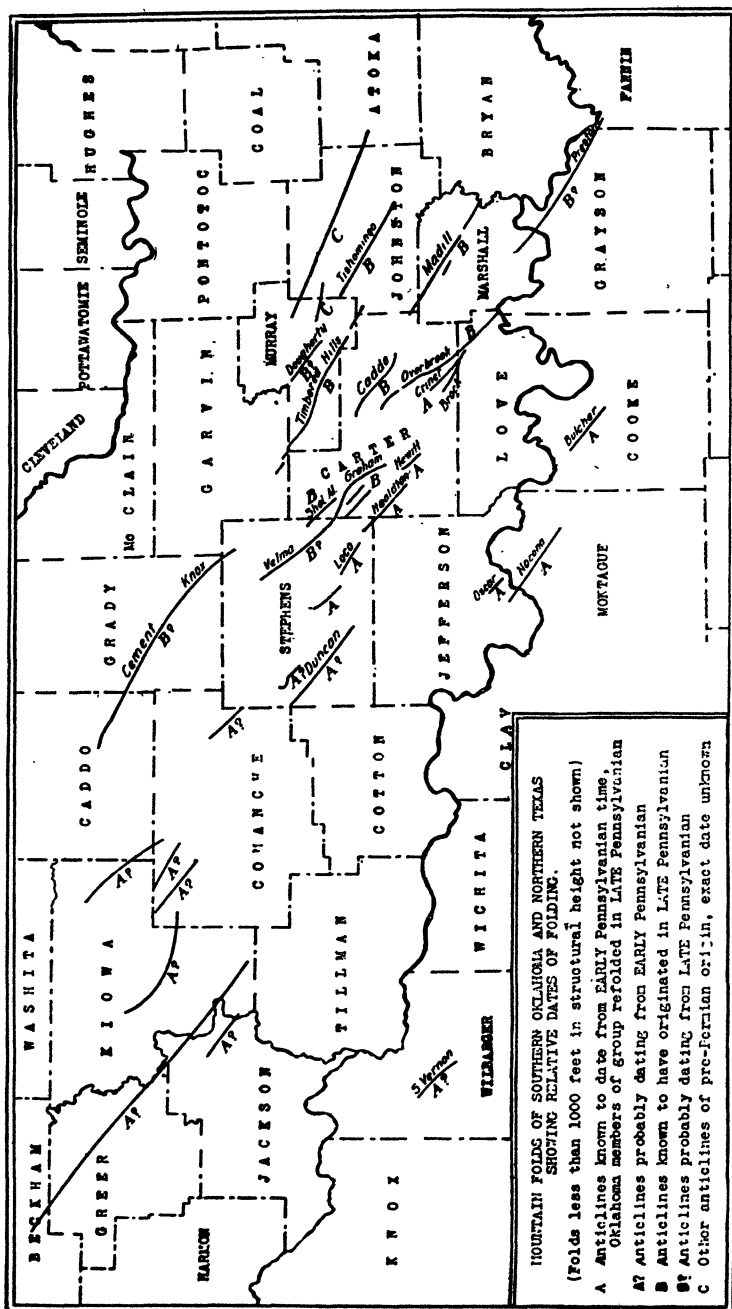 HUGHES
SEMINOLE
POTTAWATOMIE
CLEVELAND
COAL
ATOKA
PONTOTOC
Mc CLAIN
GARVIN
MURRAY
JOHNSTON
BRYAN
FANNIN
GRADY
CADDO
WASHITA
BECKHAM
KIOWA
GREER
HARMON
JACKSON
COMANCHE
STEPHENS
CARTER
MARSHALL
LOVE
GRAYSON
COOKE
JEFFERSON
COTTON
TILLMAN
MONTAGUE
CLAY
WICHITA
WILBARGER
KNOX
C
Tishomingo
B
C
Dougherty
B?
Timbered Hills
B
Madill
B
Preston
B?
Caddo
B
Overbrook
B
Criner
A
Brock
Bulcher
A
Sho'l Al
B
Graham
B
Hewitt
A
Healdton
A
Velma
B?
Loco
A
A
A?
Duncan
A?
Cement
B?
Knox
Oscar
A
Nocona
A
A?
A?
A?
A?
A?
A?
A?
S Vernon
A?
MOUNTAIN FOLDS OF SOUTHERN OKLAHOMA AND NORTHERN TEXAS
SHOWING RELATIVE DATES OF FOLDING.
(Folds less than 1000 feet in structural height not shown)
A Anticlines known to date from EARLY Pennsylvanian time,
Oklahoma members of group refolded in LATE Pennsylvanian
A? Anticlines probably dating from EARLY Pennsylvanian
B Anticlines known to have originated in LATE Pennsylvanian
B? Anticlines probably dating from LATE Pennsylvanian
C Other anticlines of pre-Permian origin, exact date unknown